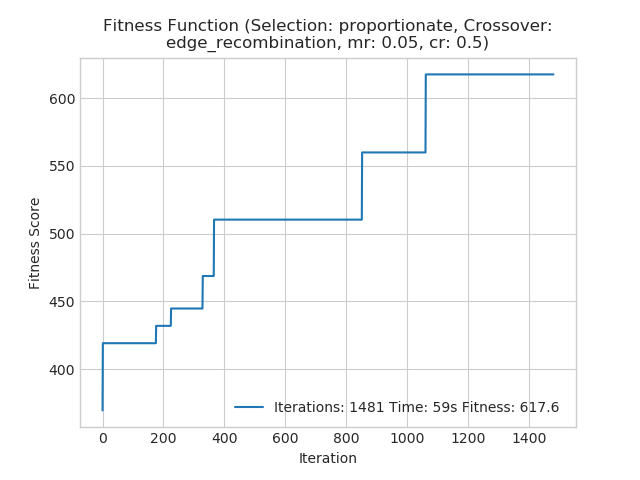 Fitness Function (Selection: proportionate, Crossover:
edge_recombination, mr: 0.05, cr: 0.5)
600
550
500
450
400
Fitness Score
Iterations: 1481 Time: 59s Fitness: 617.6
0 200 400 600 800 1000 1200 1400
Iteration